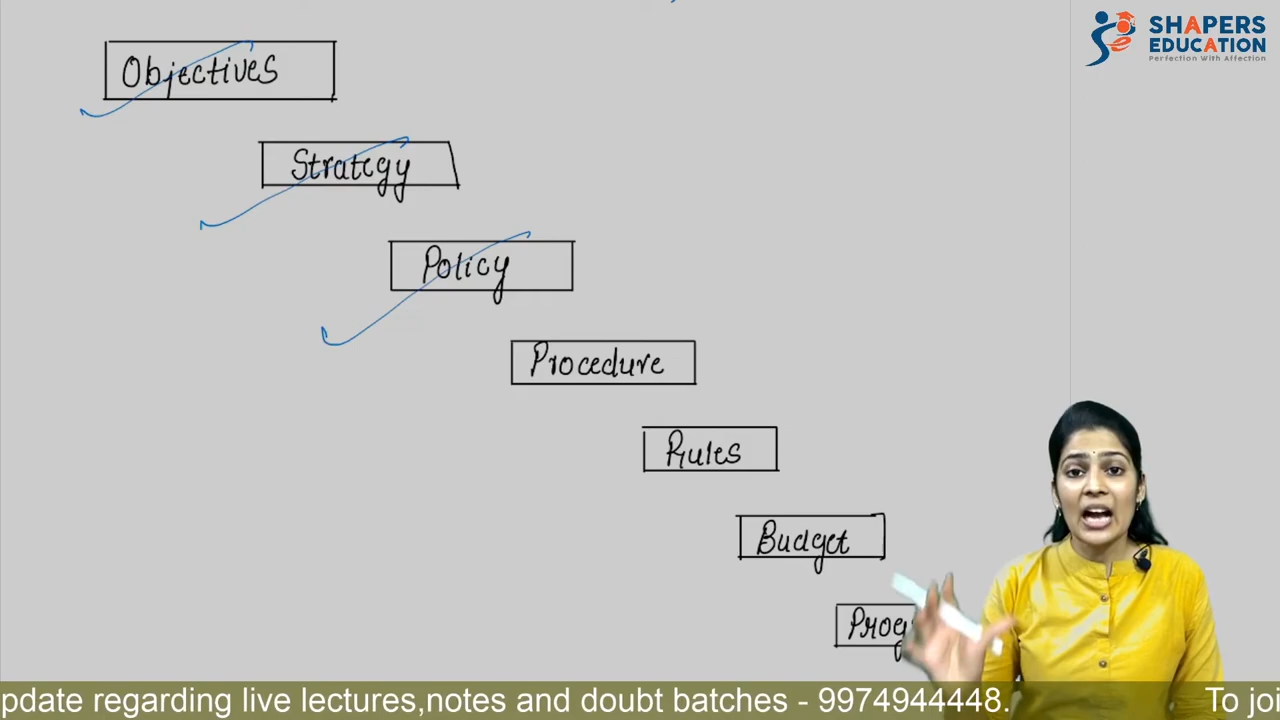 SHAPERS
EDUCATION
Perfection With Affection
Objectives
Strategy
Policy
Procedure
Rules
Budget
pdate regarding live lectures,notes and doubt batches - 9974944448. To joi